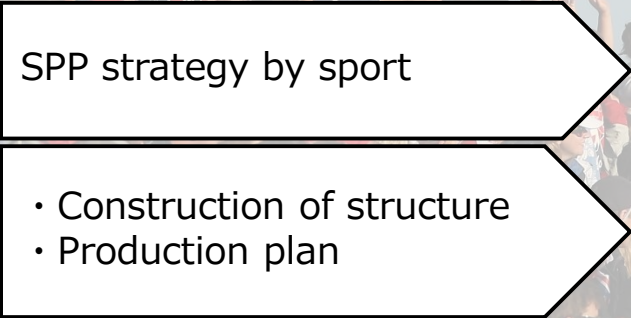 SPP strategy by sport
・Construction of structure
・Production plan